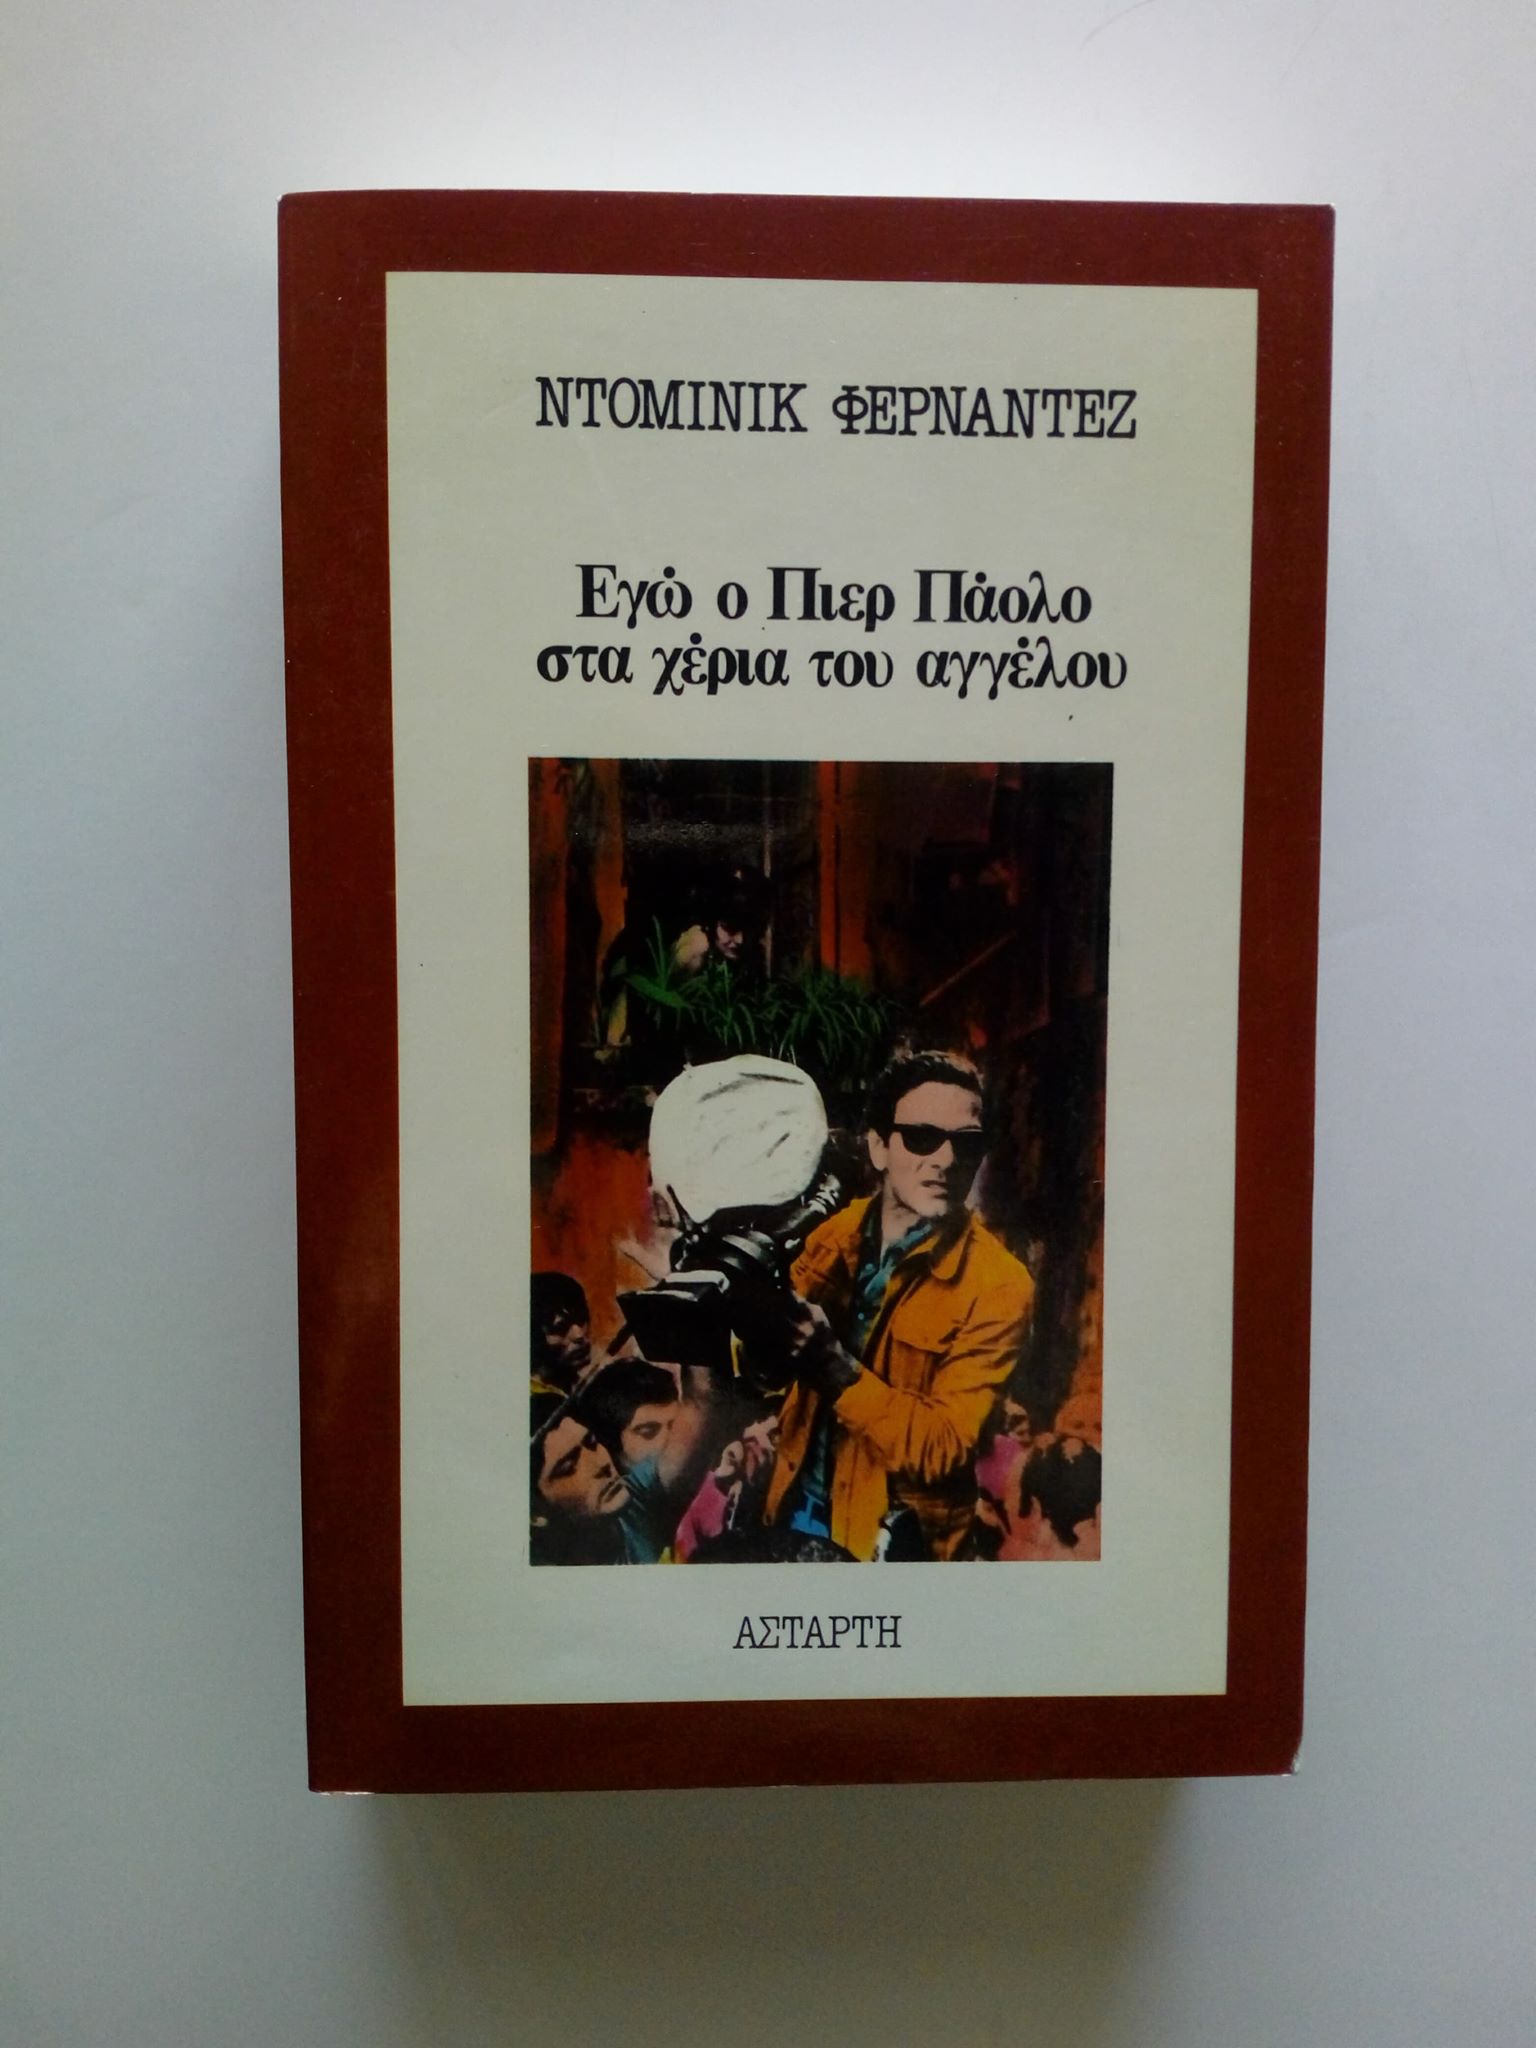 ΝΤΟΜΙΝΙΚ ΦΕΡΝΑΝΤΕΖ
Εγώ ο Πιερ Πάολο
στα χέρια του αγγέλου
ΑΣΤΑΡΤΗ